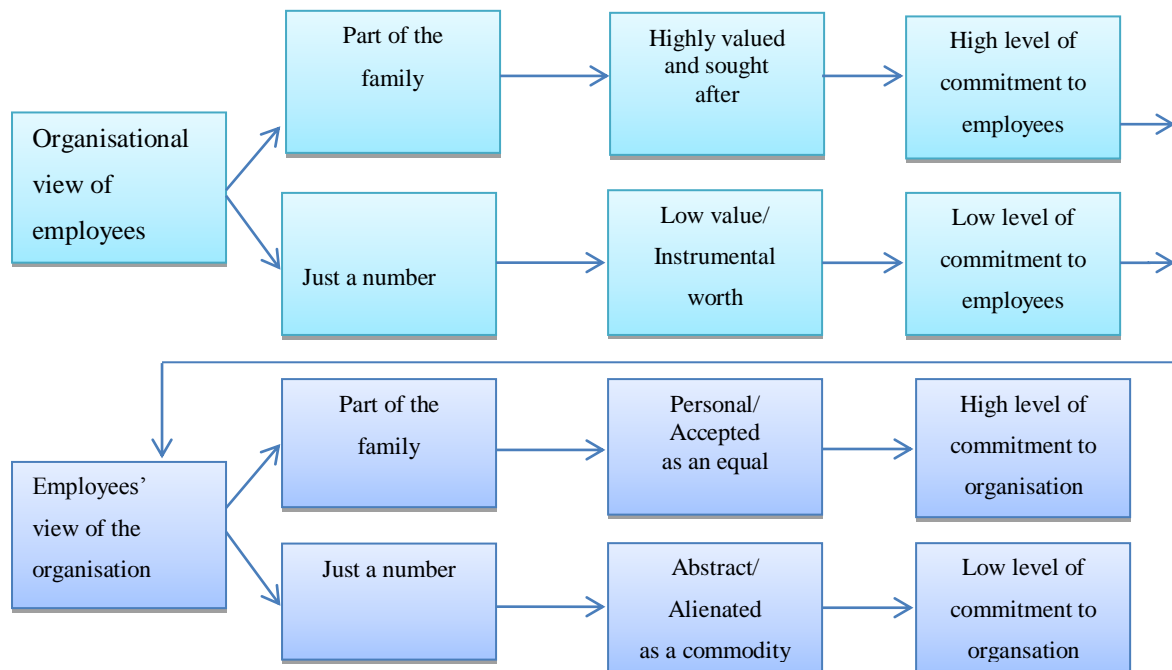 Part of the
family
Highly valued
and sought
after
High level of
commitment to
employees
Organisational
view of
employees
Just a number
Low value/
Instrumental
worth
Low level of
commitment to
employees
Part of the
family
Personal/
Accepted
as an equal
High level of
commitment to
organisation
Employees’
view of the
organisation
Just a number
Abstract/
Alienated
as a commodity
Low level of
commitment to
organsation